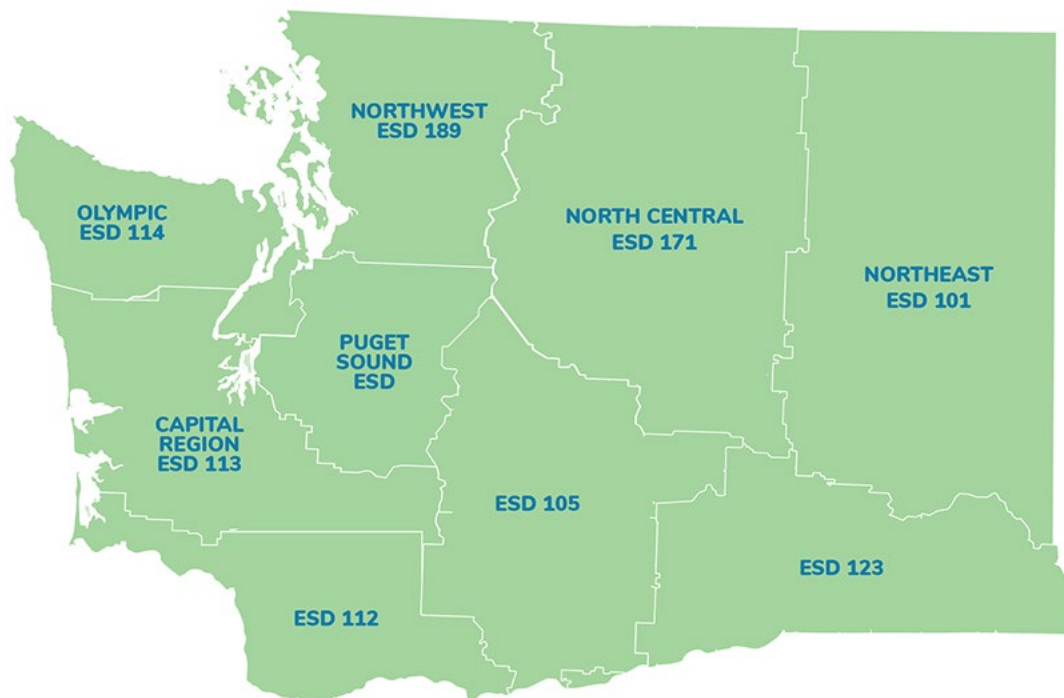 NORTHWEST
ESD 189
OLYMPIC
ESD 114
NORTH CENTRAL
ESD 171
NORTHEAST
ESD 101
PUGET
SOUND
ESD
CAPITAL
REGION
ESD 113
ESD 105
ESD 123
ESD 112